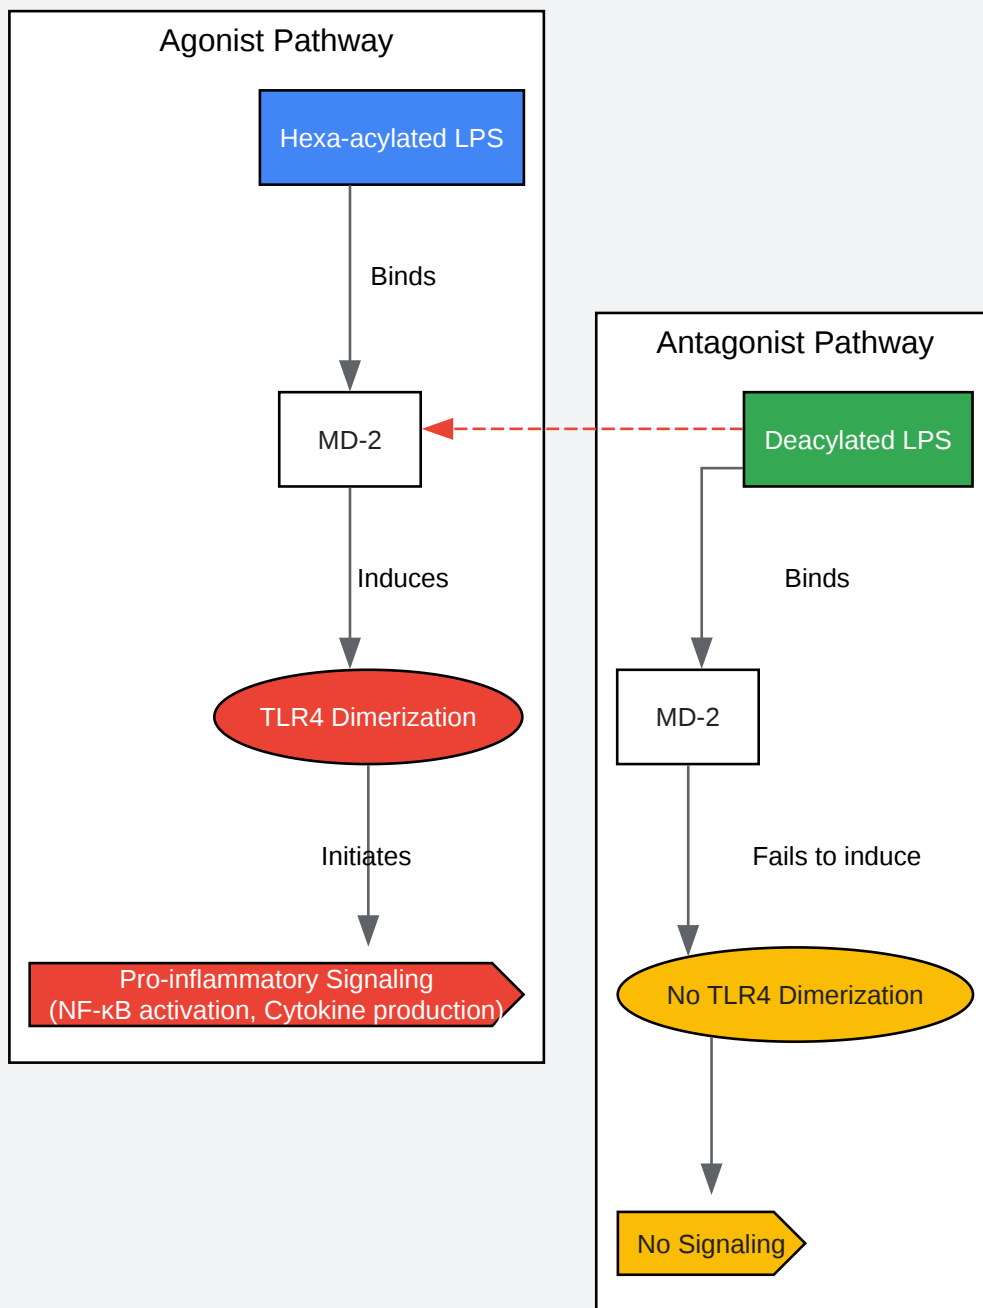 Agonist Pathway
Hexa-acylated LPS
Binds
MD-2
Induces
TLR4 Dimerization
Initiates
Pro-inflammatory Signaling
(NF-κB activation, Cytokine production)
Antagonist Pathway
Deacylated LPS
Binds
MD-2
Fails to induce
No TLR4 Dimerization
No Signaling